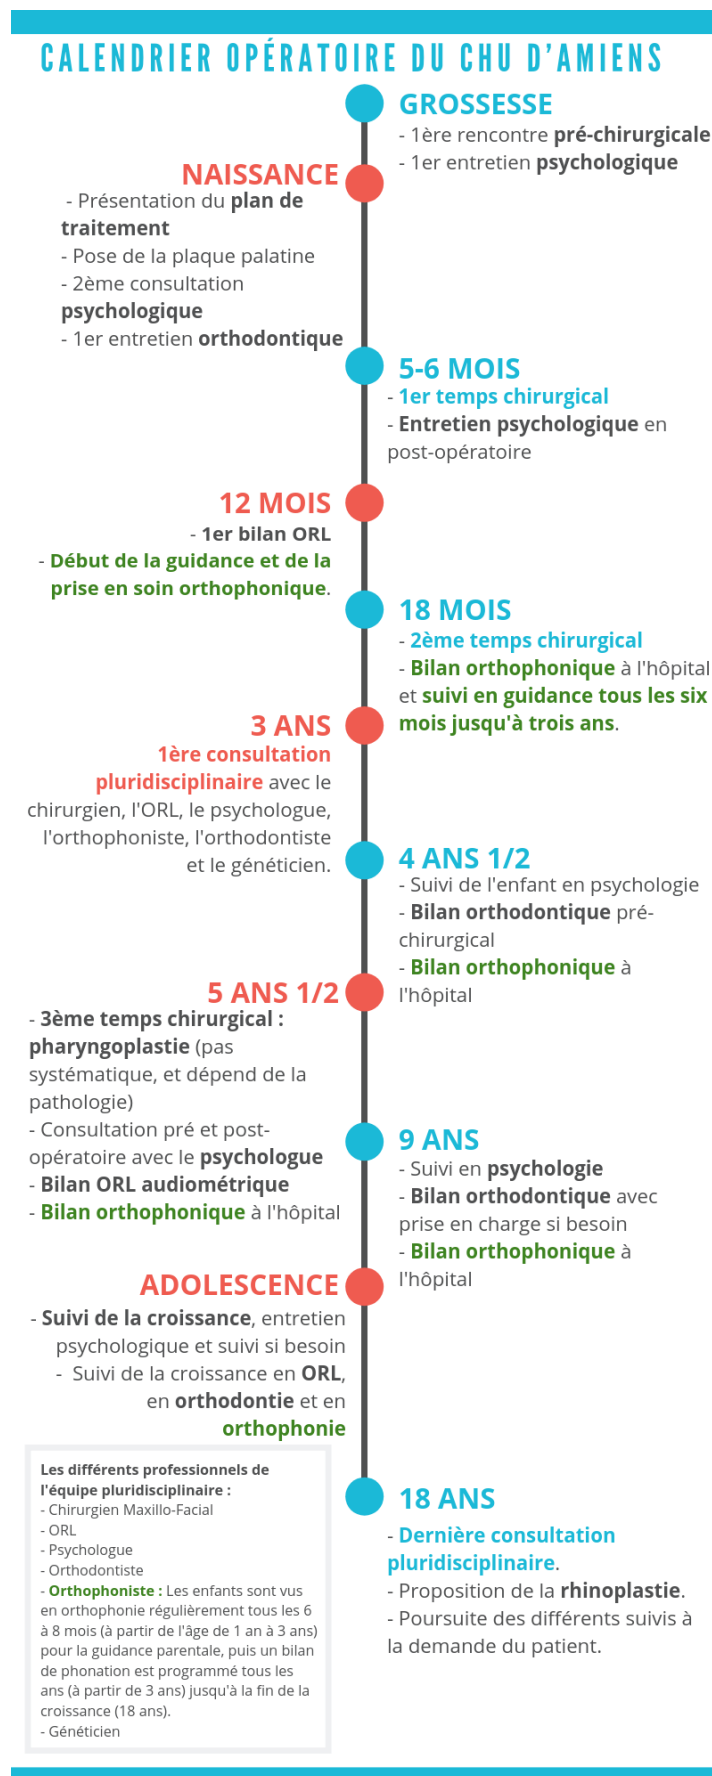 CALENDRIER OPÉRATOIRE DU CHU D'AMIENS
GROSSESSE
- 1ère rencontre pré-chirurgicale
- 1er entretien psychologique
NAISSANCE
- Présentation du plan de
traitement
- Pose de la plaque palatine
- 2ème consultation
psychologique
- 1er entretien orthodontique
5-6 MOIS
- 1er temps chirurgical
- Entretien psychologique en
post-opératoire
12 MOIS
- 1er bilan ORL
- Début de la guidance et de la
prise en soin orthophonique.
18 MOIS
- 2ème temps chirurgical
- Bilan orthophonique à l'hôpital
et suivi en guidance tous les six
mois jusqu'à trois ans.
3 ANS
1ère consultation
pluridisciplinaire avec le
chirurgien, l'ORL, le psychologue,
l'orthophoniste, l'orthodontiste
et le généticien.
4 ANS 1/2
- Suivi de l'enfant en psychologie
- Bilan orthodontique pré-
chirurgical
- Bilan orthophonique à
l'hôpital
5 ANS 1/2
- 3ème temps chirurgical :
pharyngoplastie (pas
systématique, et dépend de la
pathologie)
- Consultation pré et post-
opératoire avec le psychologue
- Bilan ORL audiométrique
- Bilan orthophonique à l'hôpital
9 ANS
- Suivi en psychologie
- Bilan orthodontique avec
prise en charge si besoin
- Bilan orthophonique à
l'hôpital
ADOLESCENCE
- Suivi de la croissance, entretien
psychologique et suivi si besoin
- Suivi de la croissance en ORL,
en orthodontie et en
orthophonie
Les différents professionnels de
l'équipe pluridisciplinaire :
- Chirurgien Maxillo-Facial
- ORL
- Psychologue
- Orthodontiste
- Orthophoniste : Les enfants sont vus
en orthophonie régulièrement tous les 6
à 8 mois (à partir de l'âge de 1 an à 3 ans)
pour la guidance parentale, puis un bilan
de phonation est programmé tous les
ans (à partir de 3 ans) jusqu'à la fin de la
croissance (18 ans).
- Généticien
18 ANS
- Dernière consultation
pluridisciplinaire.
- Proposition de la rhinoplastie.
- Poursuite des différents suivis à
la demande du patient.